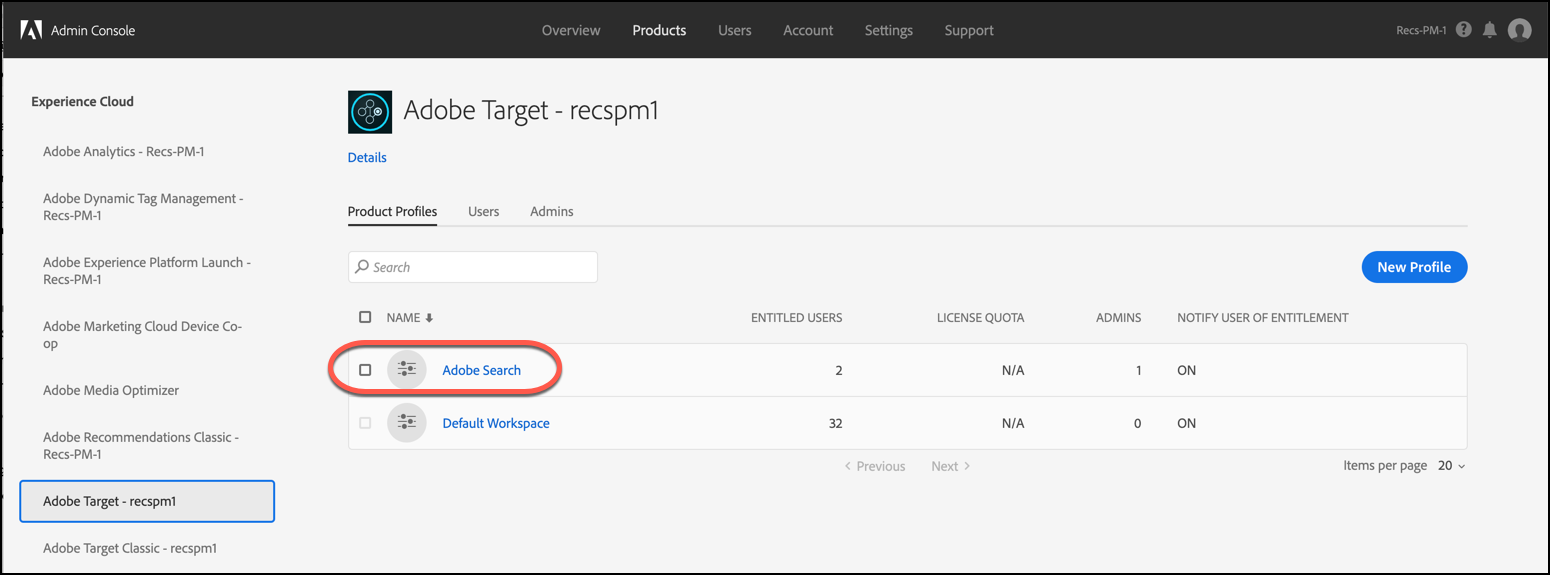 Admin Console
Overview Products Users Account Settings Support
Recs-PM-1
Experience Cloud
Adobe Analytics - Recs-PM-1
Adobe Dynamic Tag Management -
Recs-PM-1
Adobe Experience Platform Launch -
Recs-PM-1
Adobe Marketing Cloud Device Co-
op
Adobe Media Optimizer
Adobe Recommendations Classic -
Recs-PM-1
Adobe Target - recspm1
Adobe Target Classic - recspm1
Adobe Target - recspm1
Details
Product Profiles Users Admins
Search
New Profile
NAME ENTITLED USERS LICENSE QUOTA ADMINS NOTIFY USER OF ENTITLEMENT
Adobe Search 2 N/A 1 ON
Default Workspace 32 N/A 0 ON
Previous Next
Items per page 20